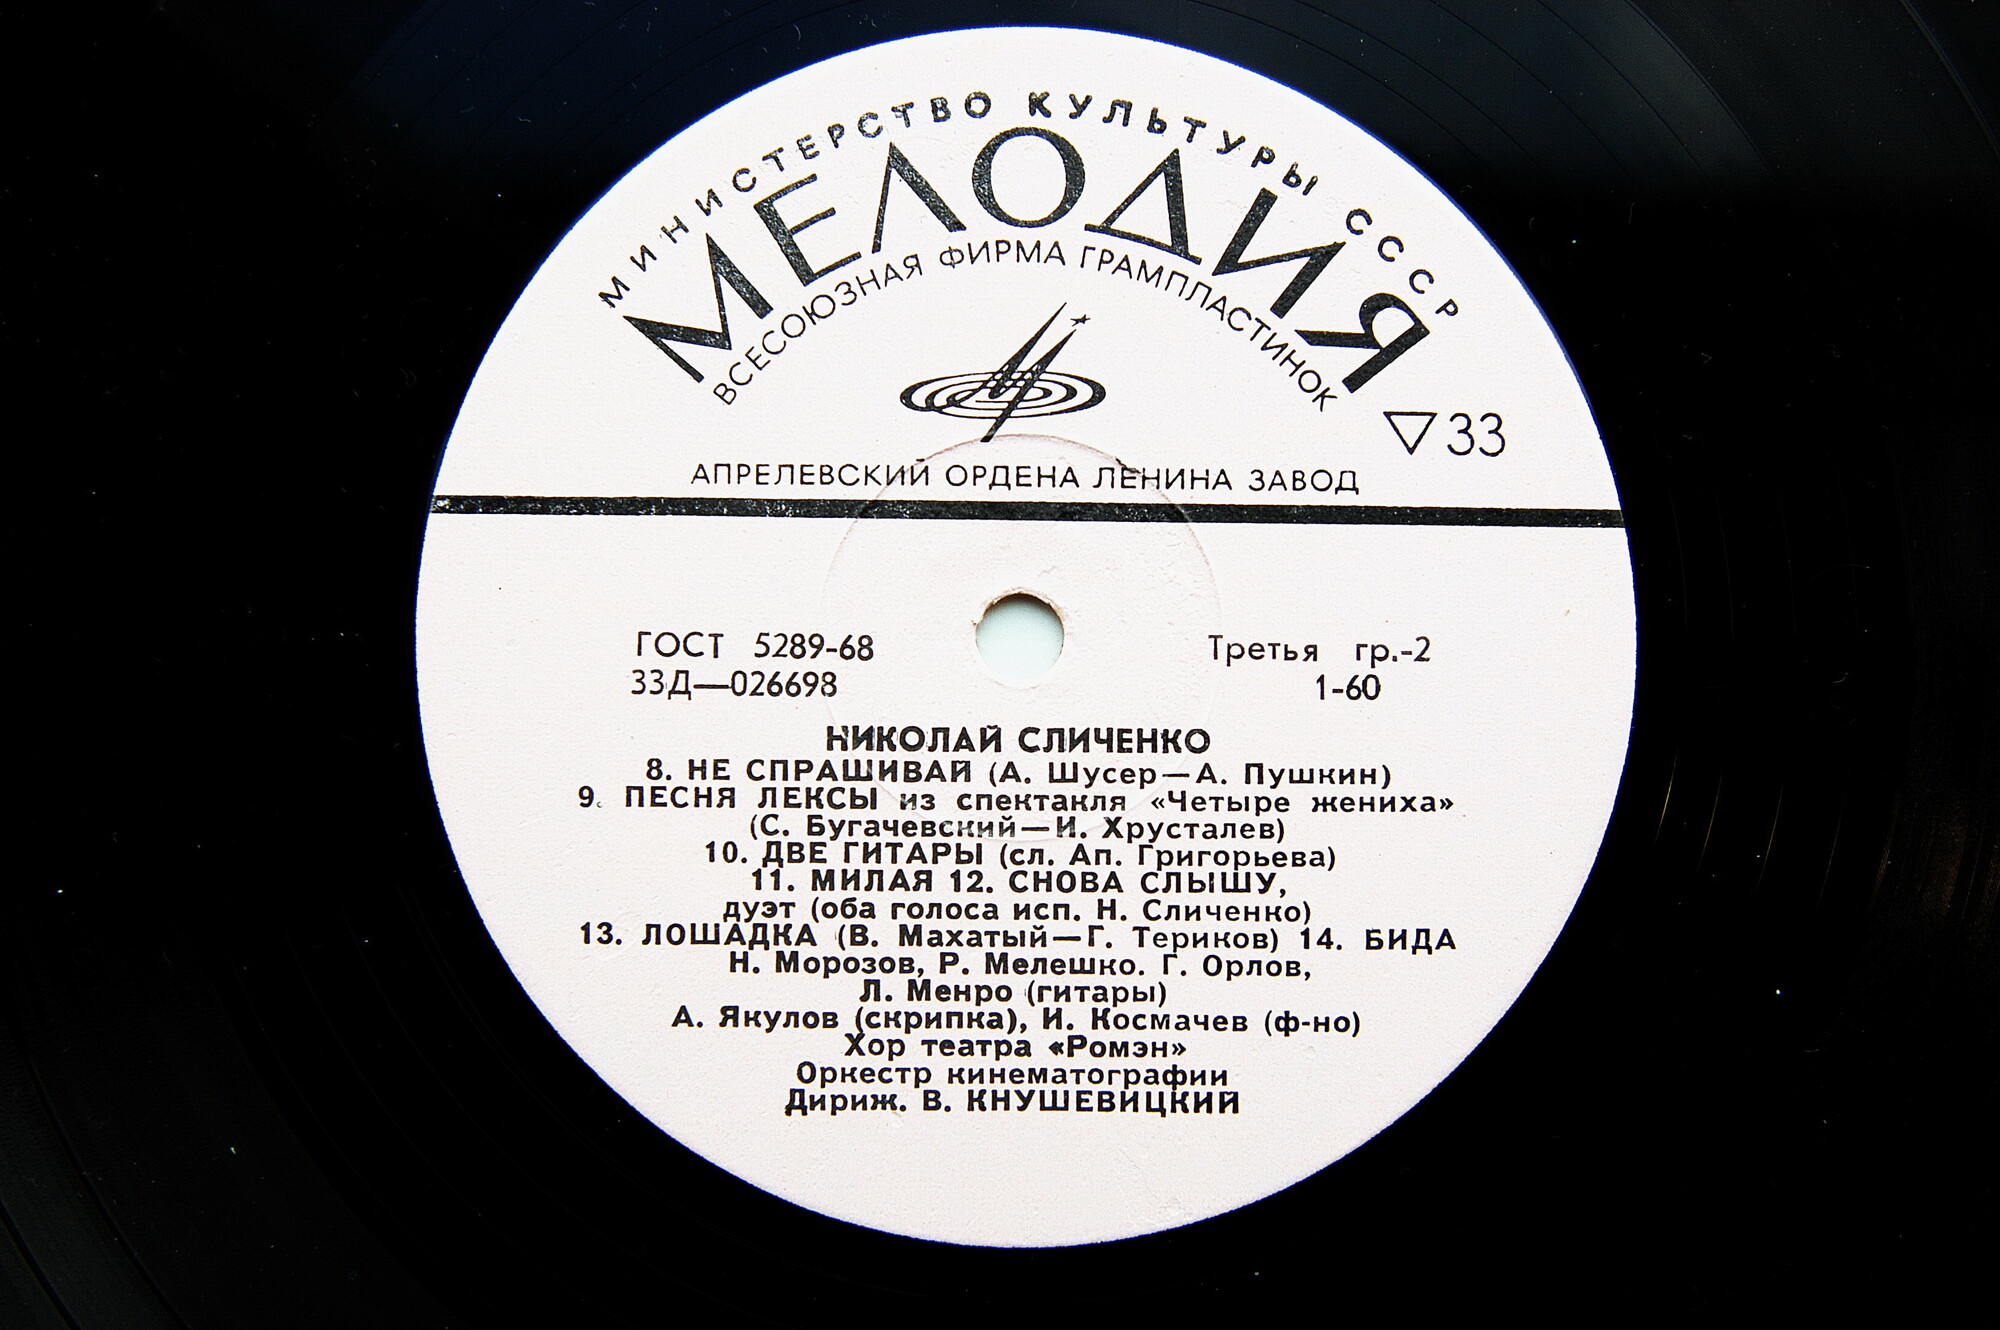 МИНИСТЕРСТВО КУЛЬТУРЫ СССР
МЕЛОДИЯ
ВСЕСОЮЗНАЯ ФИРМА ГРАМПЛАСТИНОК
33
АПРЕЛЕВСКИЙ ОРДЕНА ЛЕНИНА ЗАВОД
ГОСТ 5289-68 Третья гр.-2
33Д—026698 1-60
НИКОЛАЙ СЛИЧЕНКО
8. НЕ СПРАШИВАЙ (А. Шусер—А. Пушкин)
9. ПЕСНЯ ЛЕКСЫ из спектакля «Четыре жениха»
(С. Бугачевский—И. Хрусталев)
10. ДВЕ ГИТАРЫ (сл. Ап. Григорьева)
11. МИЛАЯ 12. СНОВА СЛЫШУ,
дуэт (оба голоса исп. Н. Сличенко)
13. ЛОШАДКА (В. Махатый—Г. Териков) 14. БИДА
Н. Морозов, Р. Мелешко. Г. Орлов,
Л. Менро (гитары)
А. Якулов (скрипка), И. Космачев (ф-но)
Хор театра «Ромэн»
Оркестр кинематографии
Дириж. В. КНУШЕВИЦКИЙ